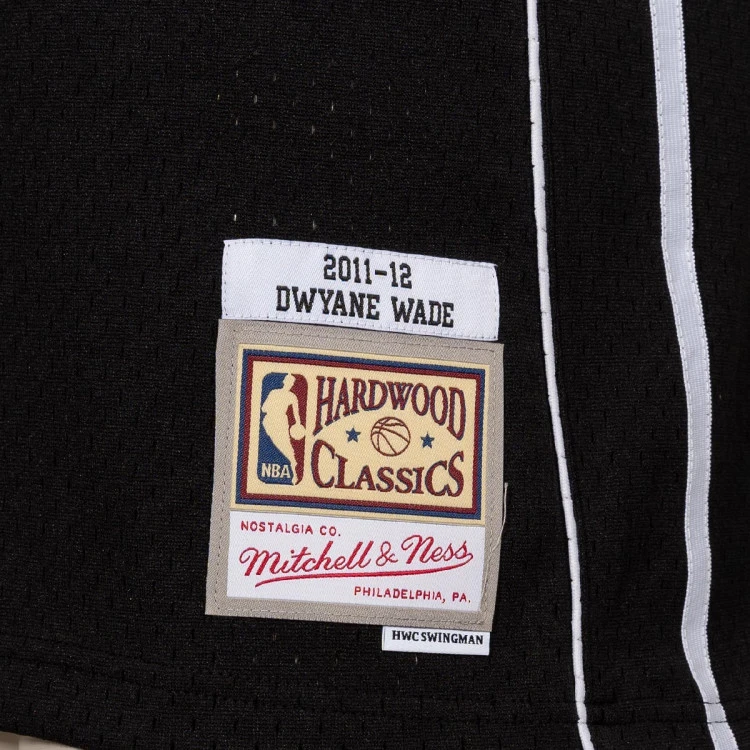 2011-12
DWYANE WADE
HARDWOOD
CLASSICS
NBA
NOSTALGIA CO.
Mitchell & Ness
PHILADELPHIA, PA.
HWC SWINGMAN